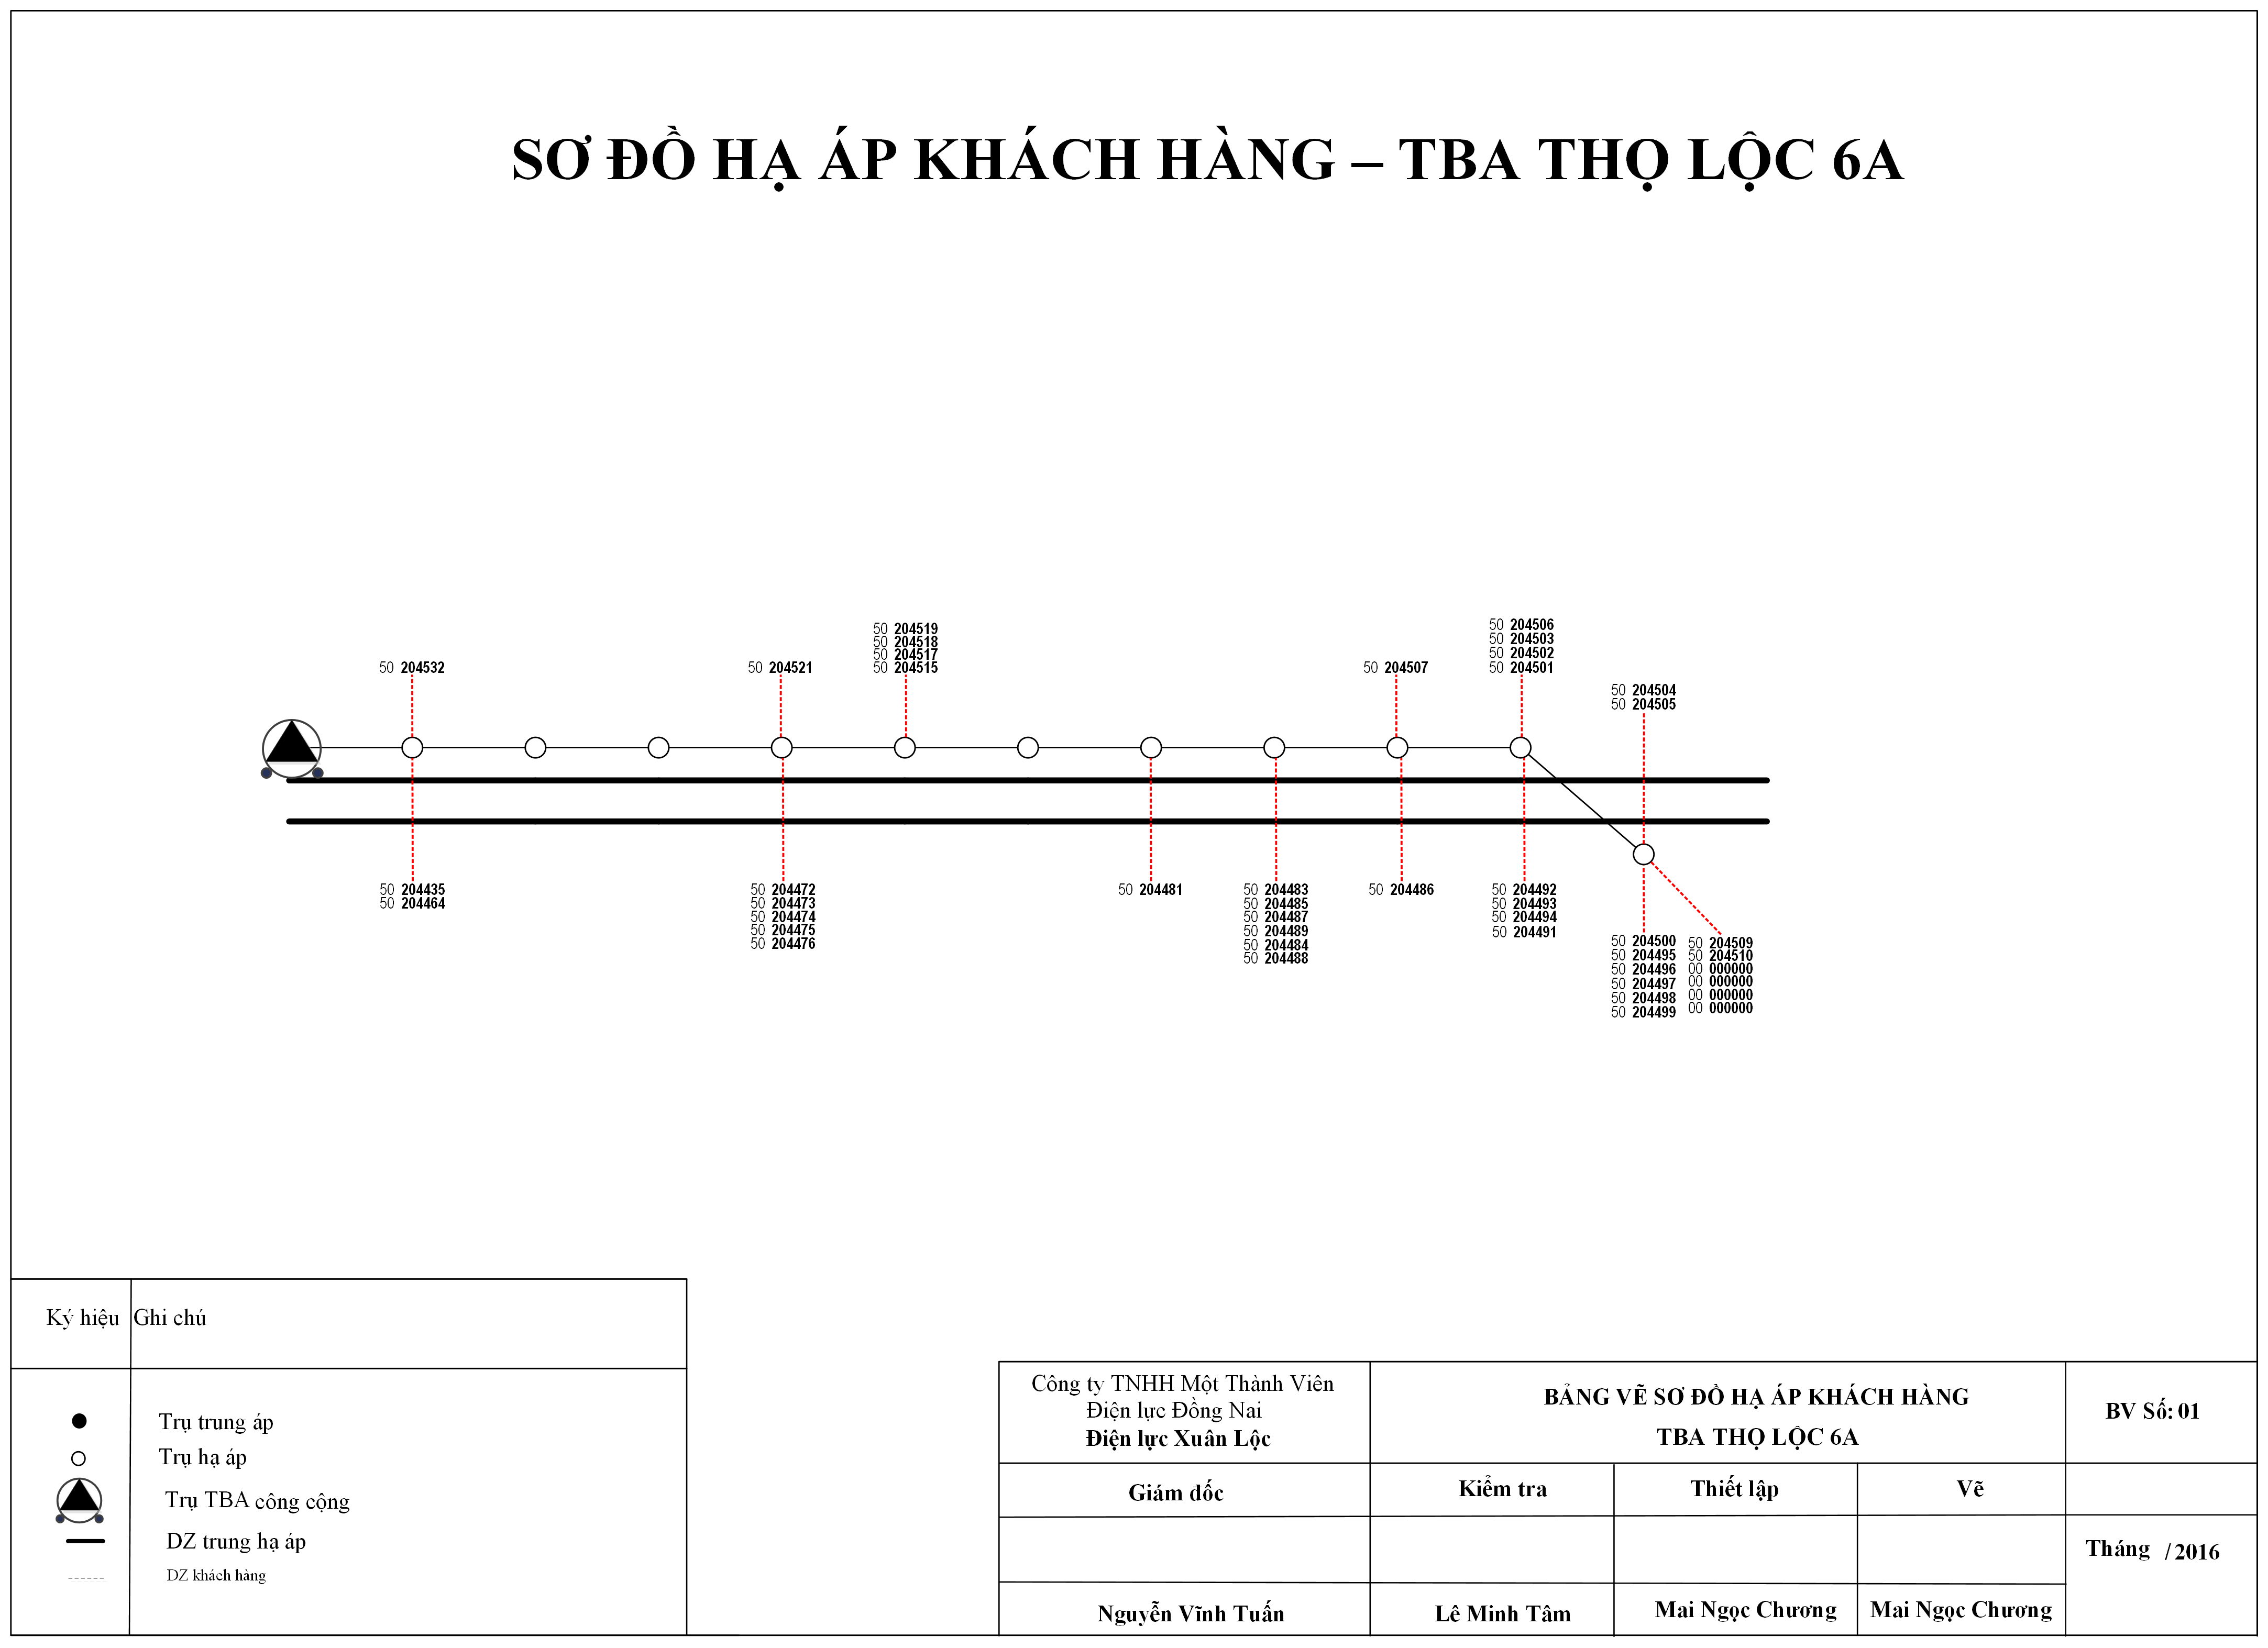 SƠ ĐỒ HẠ ÁP KHÁCH HÀNG – TBA THỌ LỘC 6A
50 204532
50 204521
50 204519
50 204518
50 204517
50 204515
50 204507
50 204506
50 204503
50 204502
50 204501
50 204504
50 204505
50 204435
50 204464
50 204472
50 204473
50 204474
50 204475
50 204476
50 204481
50 204483
50 204485
50 204487
50 204489
50 204484
50 204488
50 204486
50 204492
50 204493
50 204494
50 204491
50 204500
50 204495
50 204496
50 204497
50 204498
50 204499
50 204509
50 204510
00 000000
00 000000
00 000000
00 000000
Ký hiệu Ghi chú
Trụ trung áp
Trụ hạ áp
Trụ TBA công cộng
DZ trung hạ áp
DZ khách hàng
Công ty TNHH Một Thành Viên
Điện lực Đồng Nai
Điện lực Xuân Lộc
BẢNG VẼ SƠ ĐỒ HẠ ÁP KHÁCH HÀNG
TBA THỌ LỘC 6A
BV Số: 01
Giám đốc
Kiểm tra
Thiết lập
Vẽ
Tháng / 2016
Nguyễn Vĩnh Tuấn
Lê Minh Tâm
Mai Ngọc Chương
Mai Ngọc Chương